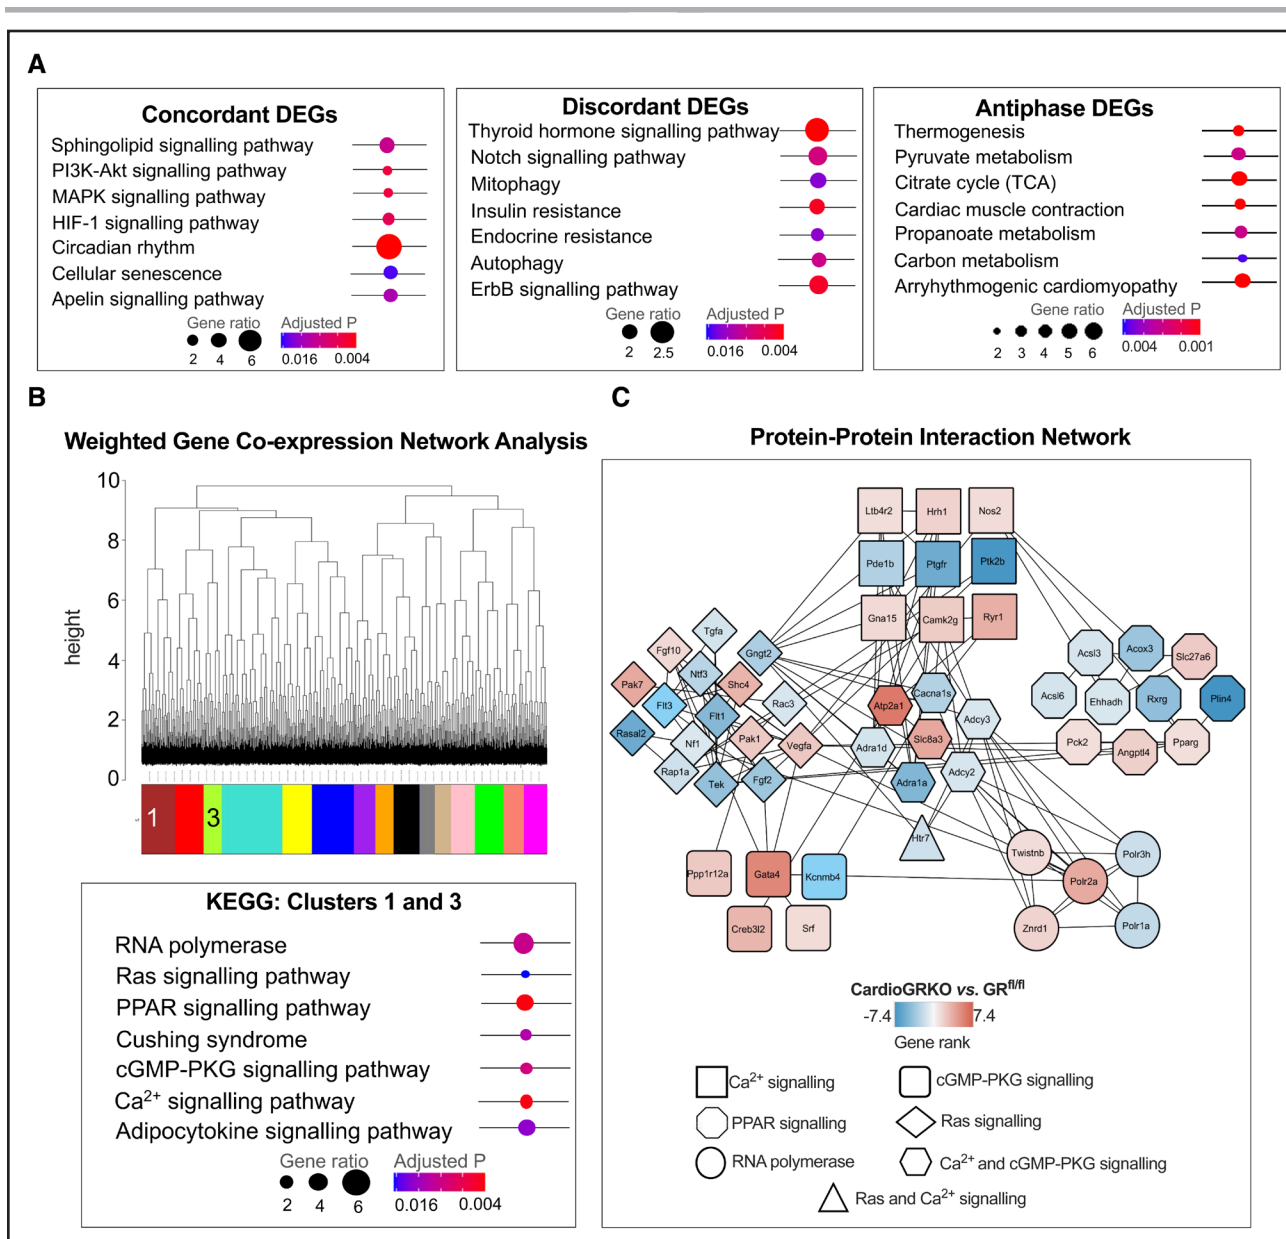 A
Concordant DEGs
Sphingolipid signalling pathway
PI3K-Akt signalling pathway
MAPK signalling pathway
HIF-1 signalling pathway
Circadian rhythm
Cellular senescence
Apelin signalling pathway
Gene ratio Adjusted P
2 4 6 0.016 0.004
Discordant DEGs
Thyroid hormone signalling pathway
Notch signalling pathway
Mitophagy
Insulin resistance
Endocrine resistance
Autophagy
ErbB signalling pathway
Gene ratio Adjusted P
2 2.5 0.016 0.004
Antiphase DEGs
Thermogenesis
Pyruvate metabolism
Citrate cycle (TCA)
Cardiac muscle contraction
Propanoate metabolism
Carbon metabolism
Arryhythmogenic cardiomyopathy
Gene ratio Adjusted P
2 3 4 5 6 0.004 0.001
B
Weighted Gene Co-expression Network Analysis
height
10
8
6
4
2
0
1 3
KEGG: Clusters 1 and 3
RNA polymerase
Ras signalling pathway
PPAR signalling pathway
Cushing syndrome
cGMP-PKG signalling pathway
Ca2+ signalling pathway
Adipocytokine signalling pathway
Gene ratio Adjusted P
2 4 6 0.016 0.004
C
Protein-Protein Interaction Network
Ltb4r2 Hrh1 Nos2
Pde1b Ptgfr Ptk2b
Gna15 Camk2g Ryr1
Tgfa
Fgf10 Gngt2
Ntf3
Pak7 Shc4
Flt3 Rac3
Flt1
Rasal2
Nf1 Pak1 Vegfa
Rap1a
Tek Fgf2
Atp2a1 Cacna1s
Adcy3
Adra1d Slc8a3
Adra1a Adcy2
Htr7
Acsl3 Acox3 Slc27a6
Acsl6 Ehhadh Rxrg Plin4
Pck2 Angptl4 Pparg
Ppp1r12a Gata4 Kcnmb4
Creb3l2 Srf
Twistnb Polr3h
Polr2a
Znrd1 Polr1a
CardioGRKO vs. GRfl/fl
-7.4 7.4
Gene rank
Ca2+ signalling cGMP-PKG signalling
PPAR signalling Ras signalling
RNA polymerase Ca2+ and cGMP-PKG signalling
Ras and Ca2+ signalling